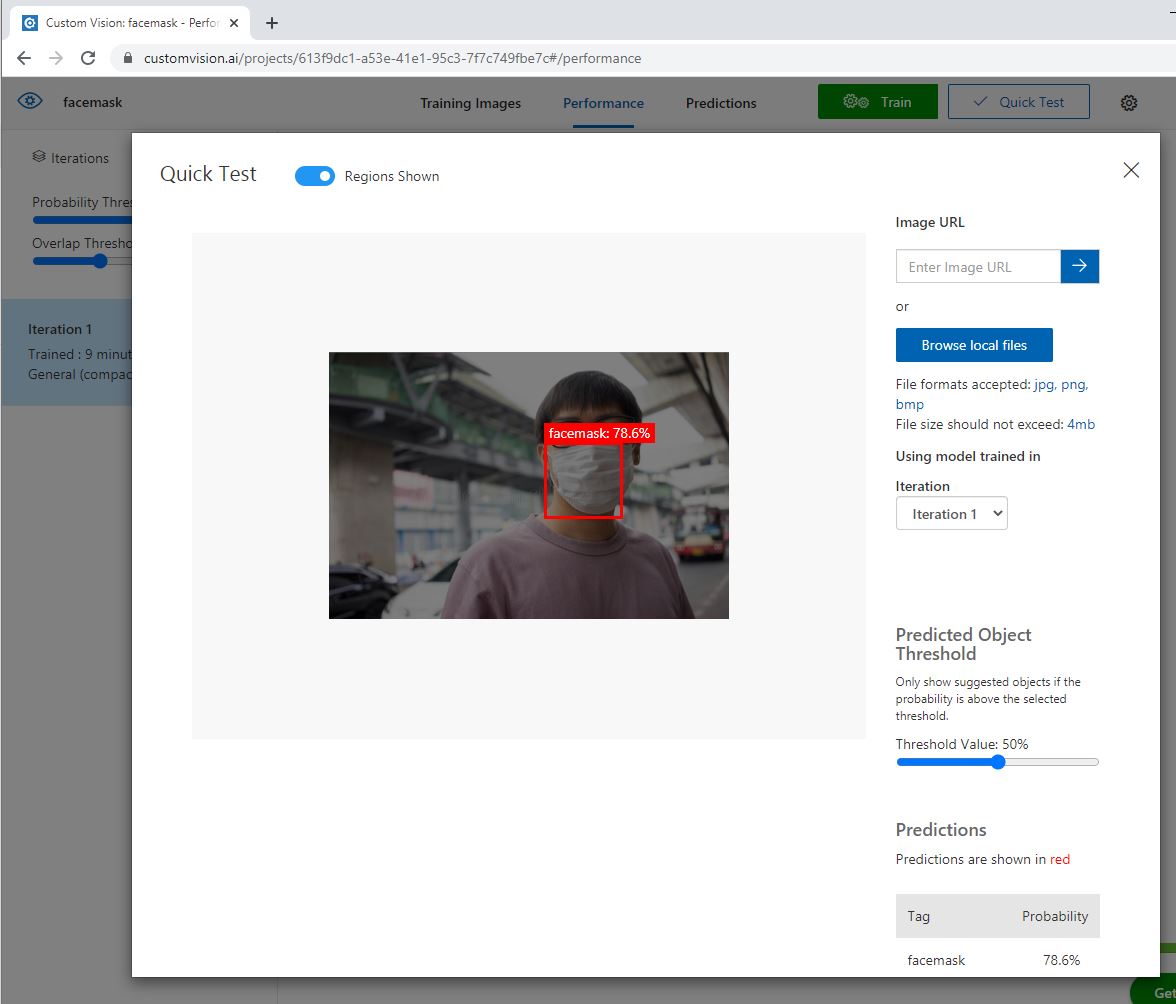 Custom Vision: facemask - Perfor
customvision.ai/projects/613f9dc1-a53e-41e1-95c3-7f7c749fbe7c#/performance
facemask
Training Images
Performance
Predictions
Train
Quick Test
Iterations
Probability Thres
Overlap Thresho
Iteration 1
Trained : 9 minut
General (compac
Quick Test
Regions Shown
facemask: 78.6%
Image URL
Enter Image URL
or
Browse local files
File formats accepted: jpg, png,
bmp
File size should not exceed: 4mb
Using model trained in
Iteration
Iteration 1
Predicted Object
Threshold
Only show suggested objects if the
probability is above the selected
threshold.
Threshold Value: 50%
Predictions
Predictions are shown in red
Tag Probability
facemask 78.6%
Get